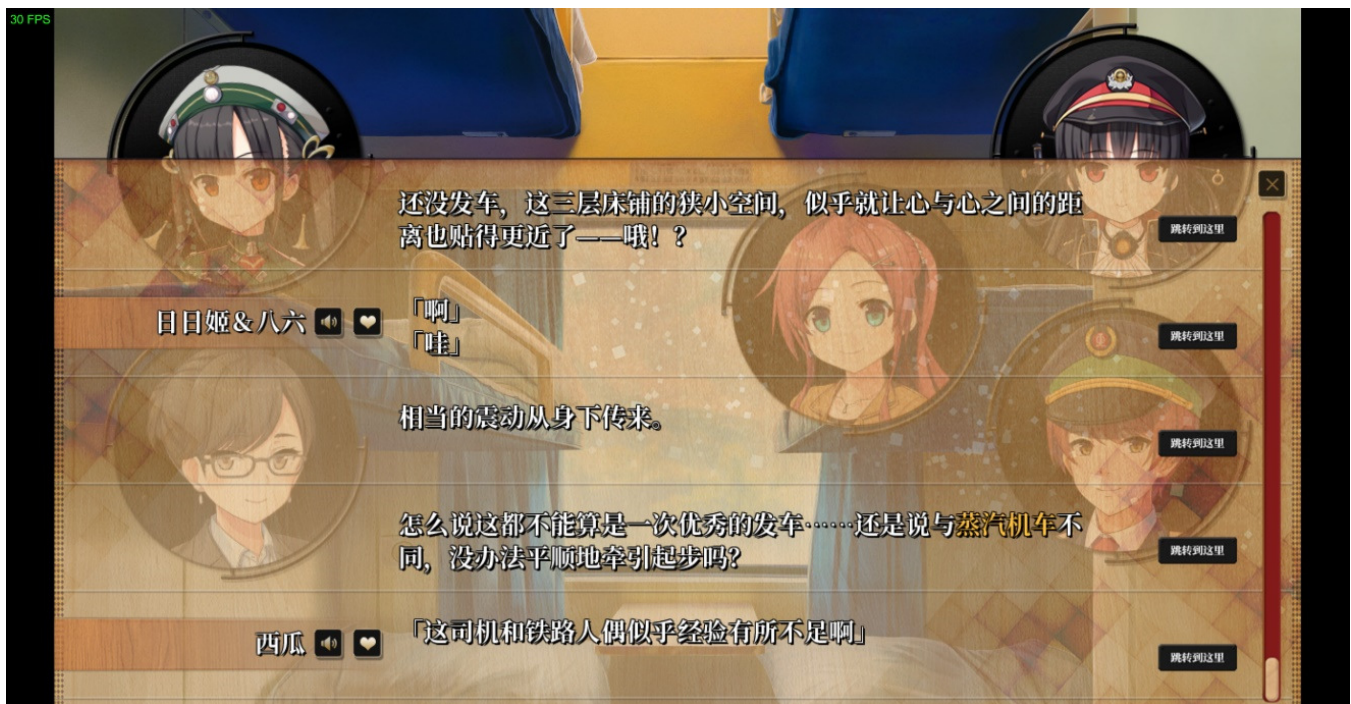 30 FPS
还没发车，这三层床铺的狭小空间，似乎就让心与心之间的距
离也贴得更近了——哦！？
跳转到这里
日日姬＆八六
「啊」
「哇」
跳转到这里
相当的震动从身下传来。
跳转到这里
怎么说这都不能算是一次优秀的发车……还是说与蒸汽机车不
同，没办法平顺地牵引起步吗？
跳转到这里
西瓜
「这司机和铁路人偶似乎经验有所不足啊」
跳转到这里